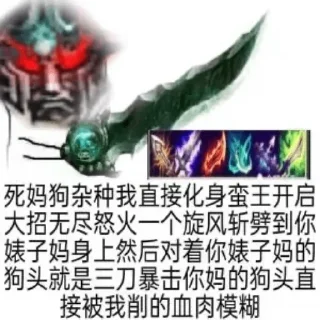 死妈狗杂种我直接化身蛮王开启
大招无尽怒火一个旋风斩劈到你
婊子妈身上然后对着你婊子妈的
狗头就是三刀暴击你妈的狗头直
接被我削的血肉模糊